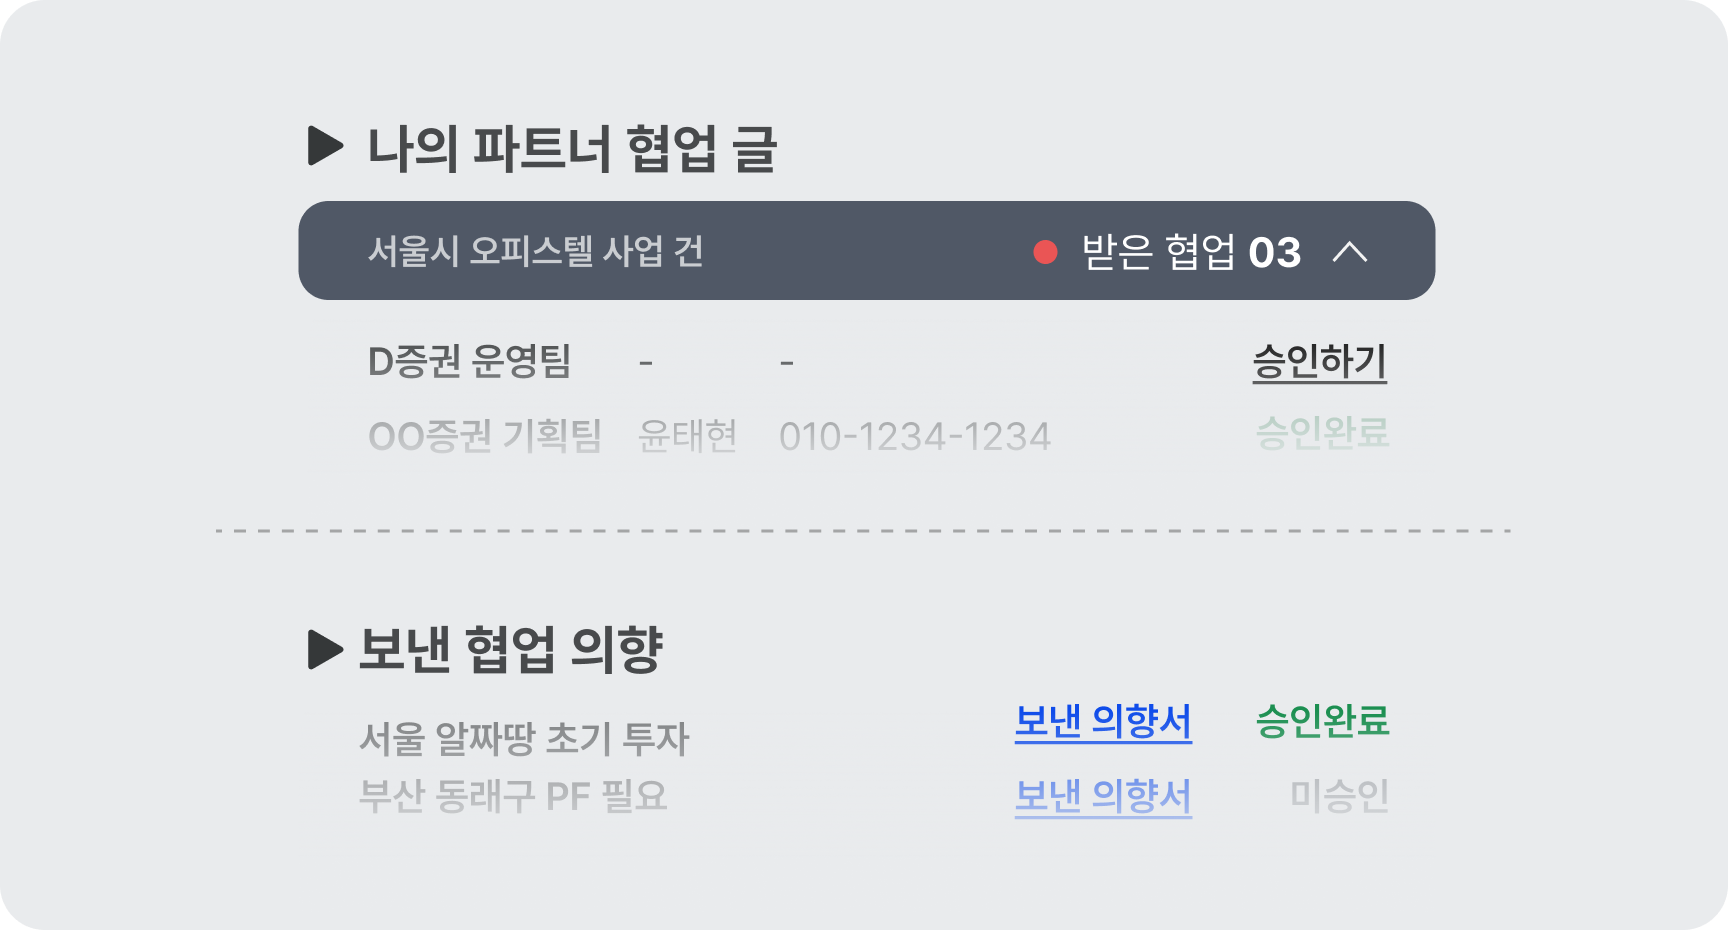 나의 파트너 협업 글
서울시 오피스텔 사업 건 받은 협업 03
D증권 운영팀 - - 승인하기
OO증권 기획팀 윤태현 010-1234-1234 승인완료
보낸 협업 의향
서울 알짜땅 초기 투자 보낸 의향서 승인완료
부산 동래구 PF 필요 보낸 의향서 미승인